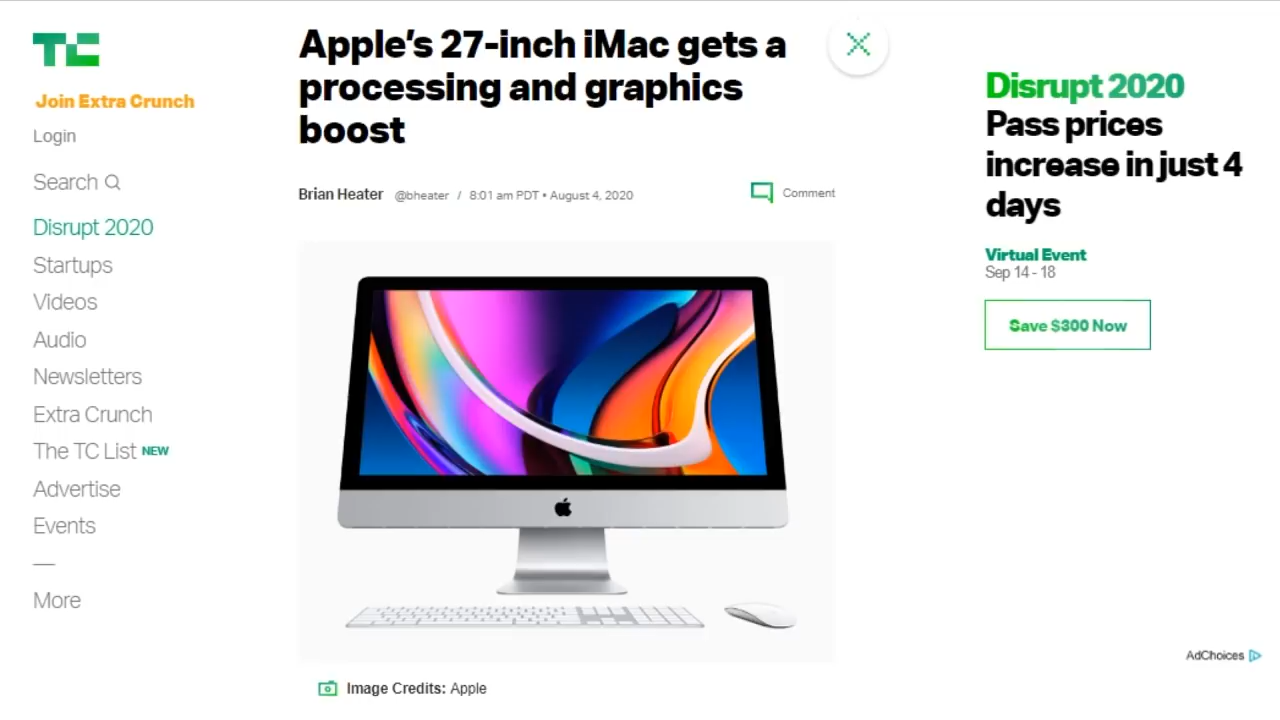 TC
Join Extra Crunch
Login
Search
Disrupt 2020
Startups
Videos
Audio
Newsletters
Extra Crunch
The TC List NEW
Advertise
Events
—
More
Apple’s 27-inch iMac gets a
processing and graphics
boost
Brian Heater @bheater / 8:01 am PDT • August 4, 2020
Comment
Image Credits: Apple
Disrupt 2020
Pass prices
increase in just 4
days
Virtual Event
Sep 14 - 18
Save $300 Now
AdChoices